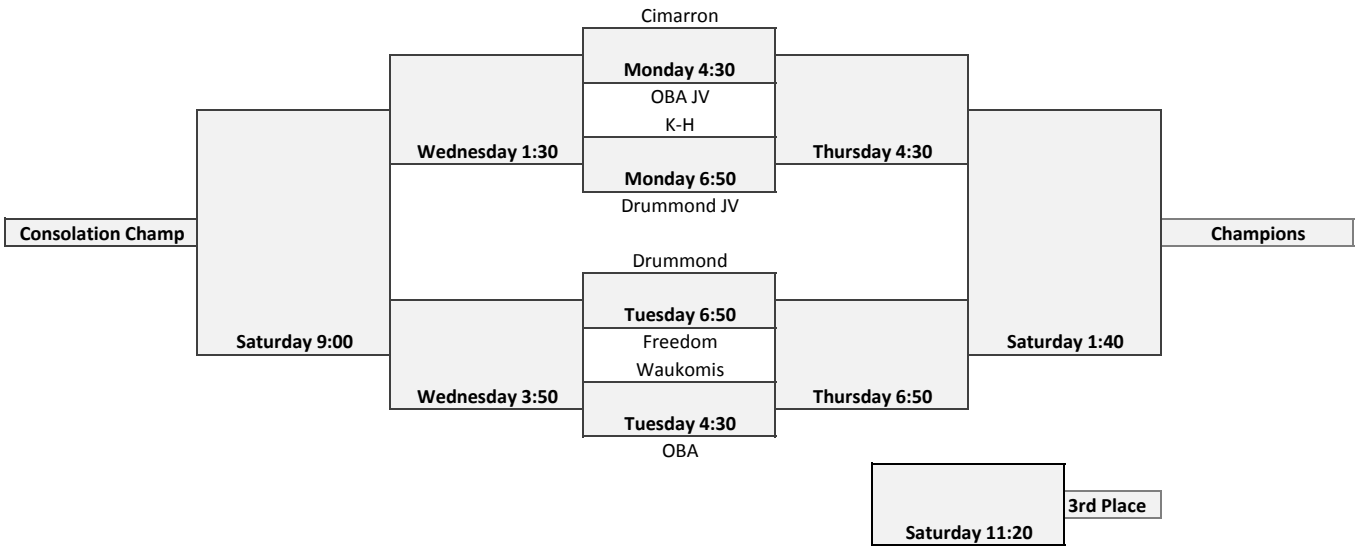 Cimarron
Monday 4:30
OBA JV
K-H
Wednesday 1:30
Thursday 4:30
Monday 6:50
Drummond JV
Consolation Champ
Champions
Drummond
Tuesday 6:50
Saturday 9:00
Freedom
Saturday 1:40
Waukomis
Wednesday 3:50
Thursday 6:50
Tuesday 4:30
OBA
3rd Place
Saturday 11:20